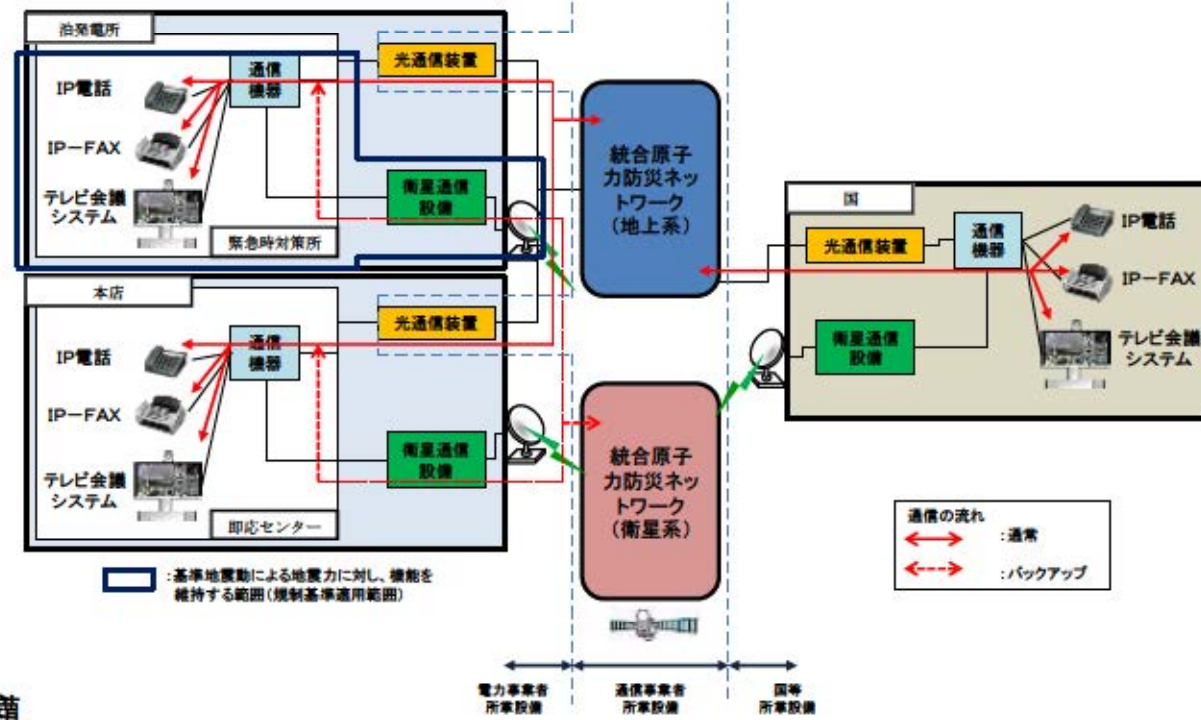 泊発電所
IP電話
IP－FAX
テレビ会議
システム
通信
機器
光通信装置
衛星通信
設備
緊急時対策所
本店
IP電話
IP－FAX
テレビ会議
システム
通信
機器
光通信装置
衛星通信
設備
即応センター
統合原子
力防災ネッ
トワーク
(地上系)
統合原子
力防災ネッ
トワーク
(衛星系)
国
光通信装置
通信
機器
衛星通信
設備
IP電話
IP－FAX
テレビ会議
システム
通信の流れ
：通常
：バックアップ
：基準地震動による地震力に対し、機能を
維持する範囲(規制基準適用範囲)
電力事業者
所掌設備
通信事業者
所掌設備
国等
所掌設備